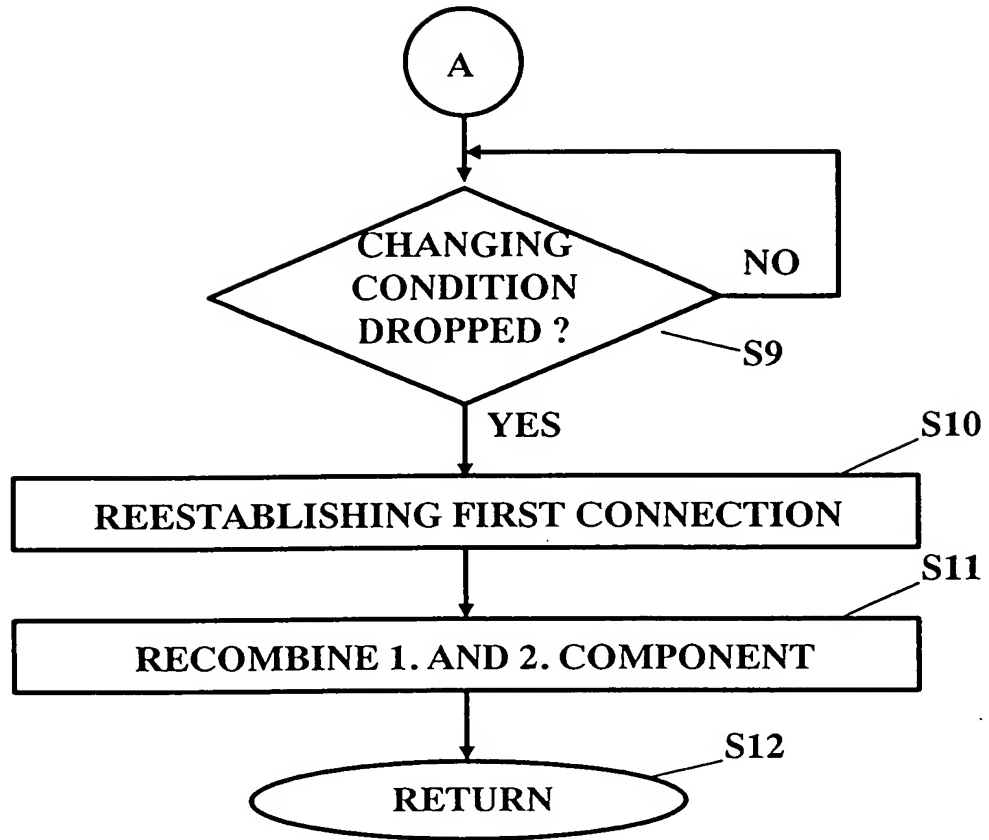 A
CHANGING
CONDITION
DROPPED ?
NO
S9
YES
S10
REESTABLISHING FIRST CONNECTION
S11
RECOMBINE 1. AND 2. COMPONENT
S12
RETURN